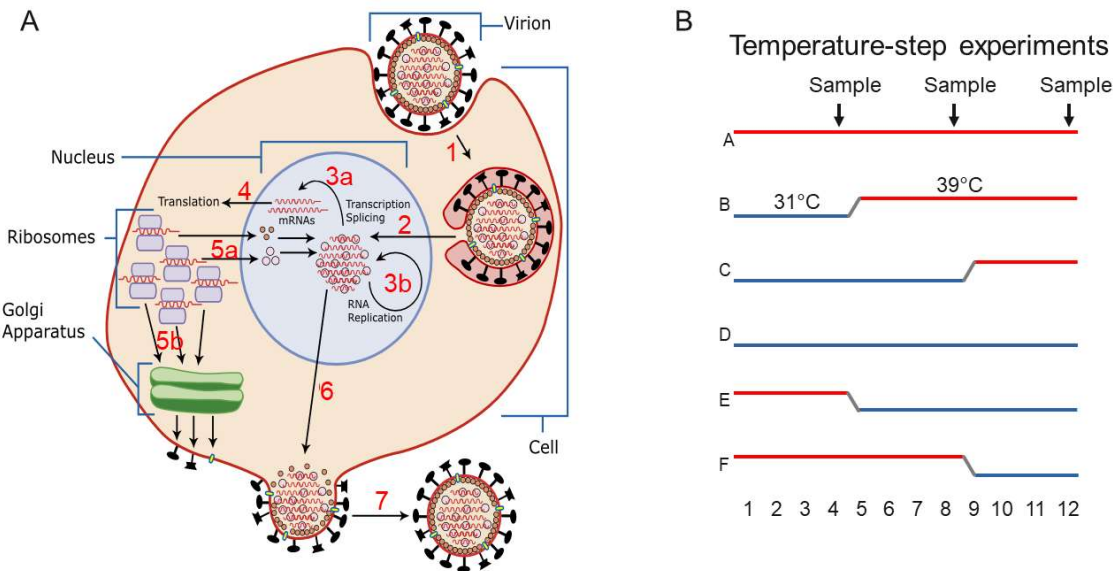 A
Virion
Nucleus
1
3a
4
Transcription
Splicing
Translation
mRNAs
2
Ribosomes
5a
3b
RNA
Replication
Golgi
Apparatus
5b
6
Cell
7
B
Temperature-step experiments
Sample Sample Sample
A
B 31°C 39°C
C
D
E
F
1 2 3 4 5 6 7 8 9 10 11 12